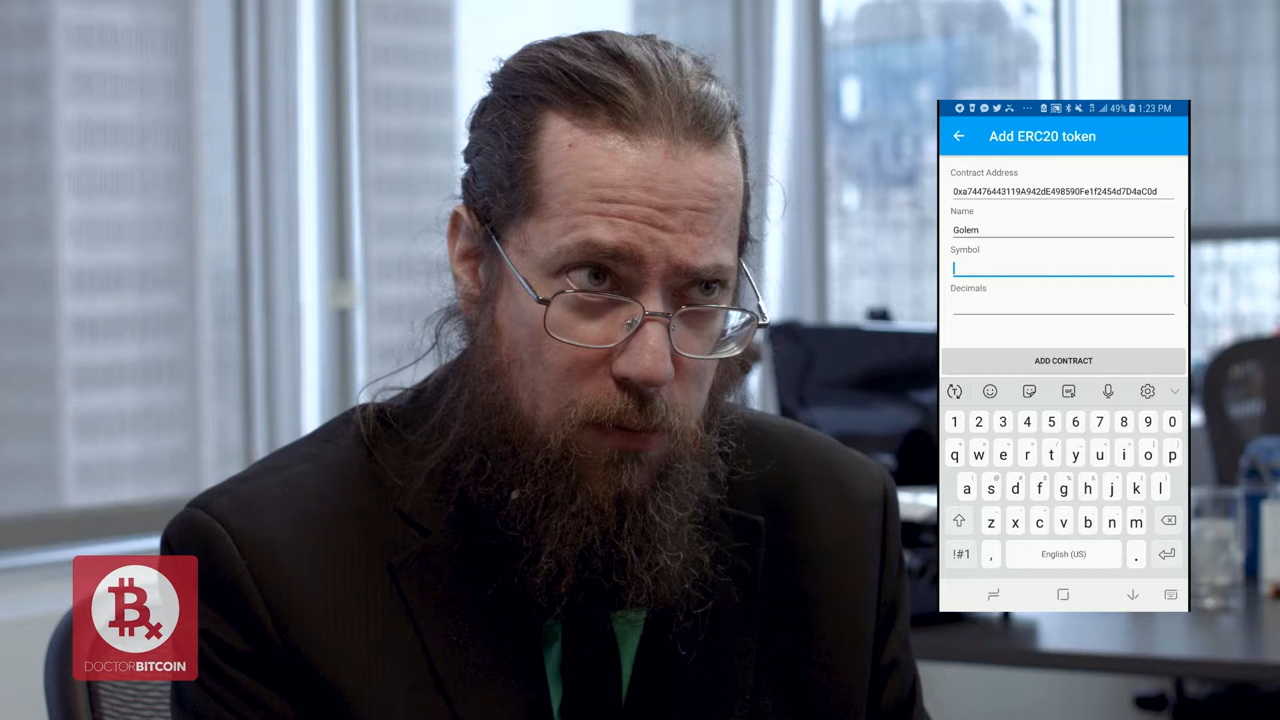 49% 1:23 PM
Add ERC20 token
Contract Address
0xa74476443119A942dE498590Fe1f2454d7D4aC0d
Name
Golem
Symbol
Decimals
ADD CONTRACT
1 2 3 4 5 6 7 8 9 0
q w e r t y u i o p
a s d f g h j k l
z x c v b n m
!#1 , English (US) .
DOCTORBITCOIN